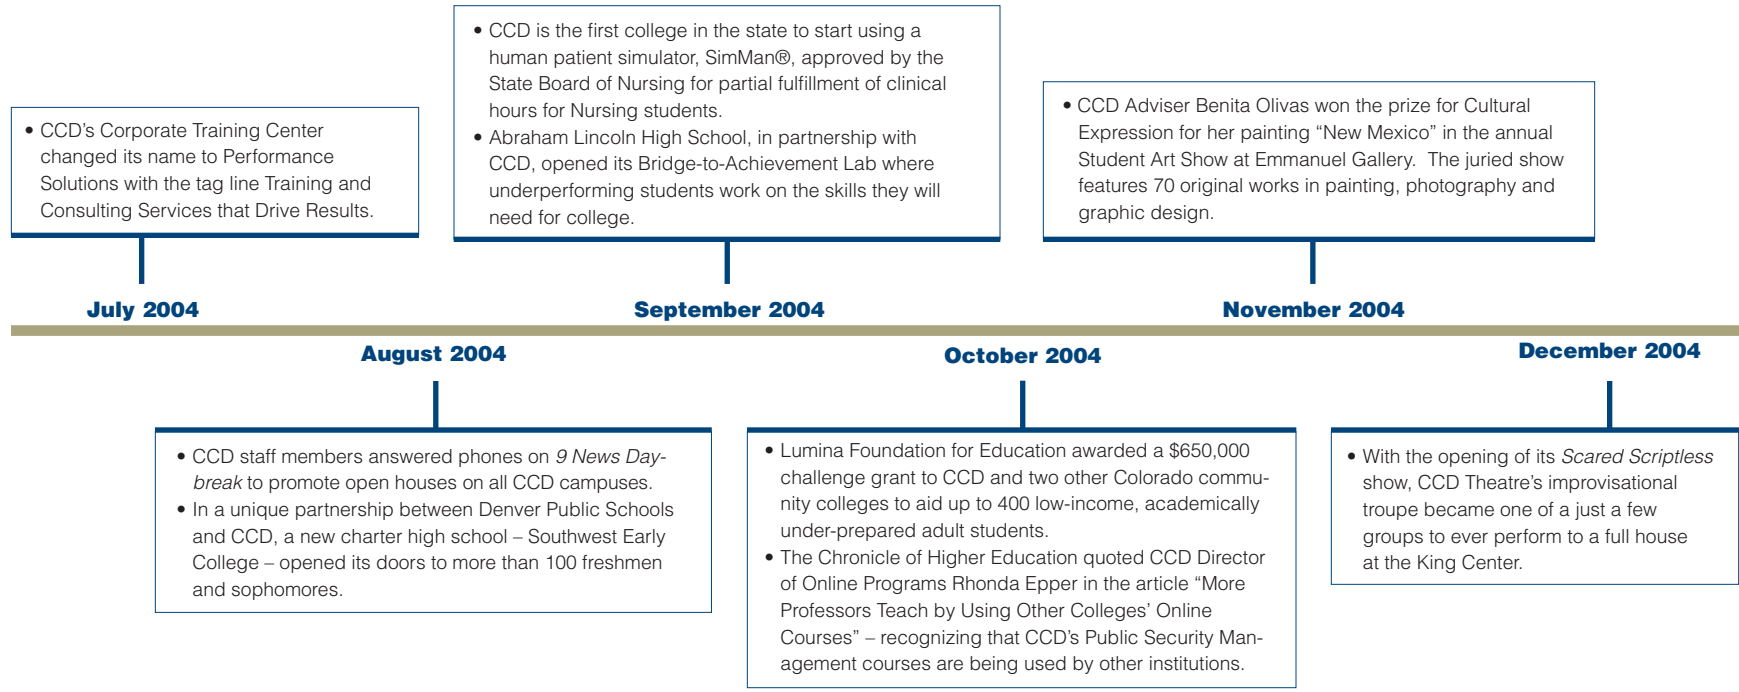 • CCD's Corporate Training Center
changed its name to Performance
Solutions with the tag line Training and
Consulting Services that Drive Results.
July 2004
• CCD staff members answered phones on 9 News Day-
break to promote open houses on all CCD campuses.
• In a unique partnership between Denver Public Schools
and CCD, a new charter high school – Southwest Early
College – opened its doors to more than 100 freshmen
and sophomores.
August 2004
• CCD is the first college in the state to start using a
human patient simulator, SimMan®, approved by the
State Board of Nursing for partial fulfillment of clinical
hours for Nursing students.
• Abraham Lincoln High School, in partnership with
CCD, opened its Bridge-to-Achievement Lab where
underperforming students work on the skills they will
need for college.
September 2004
October 2004
• Lumina Foundation for Education awarded a $650,000
challenge grant to CCD and two other Colorado commu-
nity colleges to aid up to 400 low-income, academically
under-prepared adult students.
• The Chronicle of Higher Education quoted CCD Director
of Online Programs Rhonda Epper in the article “More
Professors Teach by Using Other Colleges’ Online
Courses” – recognizing that CCD’s Public Security Man-
agement courses are being used by other institutions.
• CCD Adviser Benita Olivas won the prize for Cultural
Expression for her painting “New Mexico” in the annual
Student Art Show at Emmanuel Gallery. The juried show
features 70 original works in painting, photography and
graphic design.
November 2004
December 2004
• With the opening of its Scared Scriptless
show, CCD Theatre’s improvisational
troupe became one of a just a few
groups to ever perform to a full house
at the King Center.